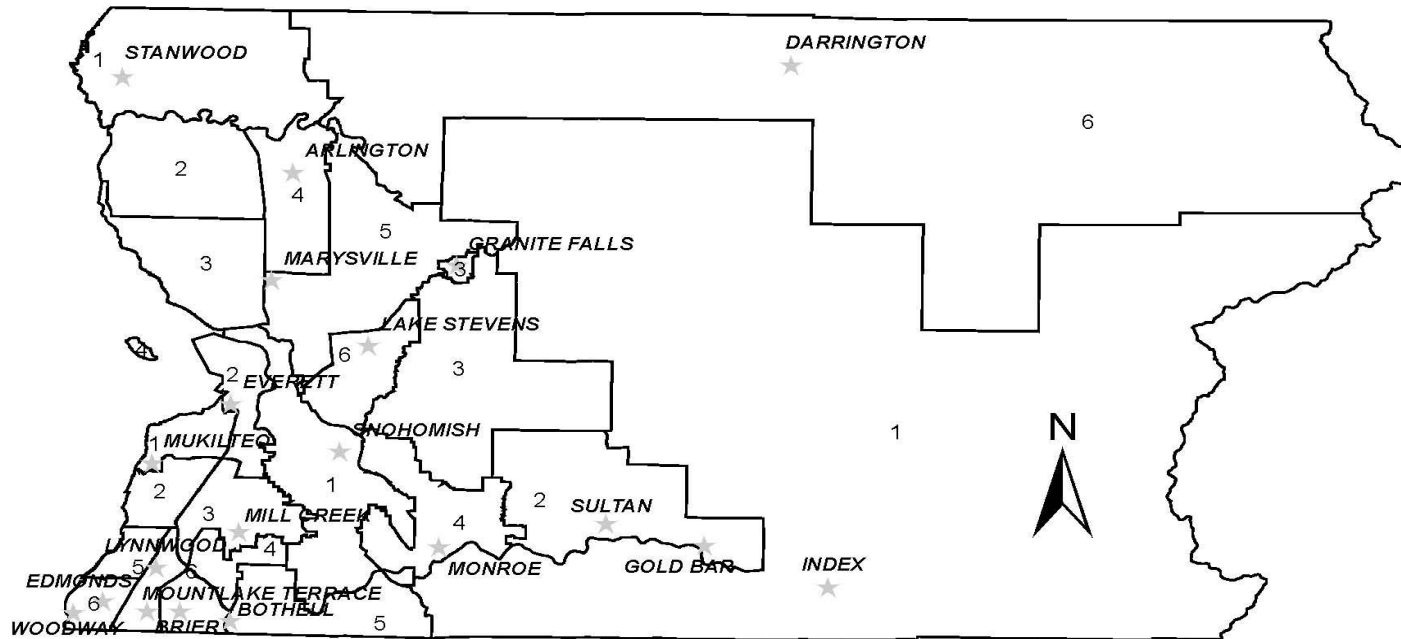 STANWOOD
1
DARRINGTON
6
ARLINGTON
2
4
5
3
MARYSVILLE
GRANITE FALLS
3
4
LAKE STEVENS
6
2
EVERETT
3
1
N
SNOHOMISH
MUKILTEO
1
2
1
2
SULTAN
3
MILL CREEK
4
LYNNWOOD
4
5
6
MONROE
GOLD BAR
INDEX
EDMONDS
6
MOUNTLAKE TERRACE
BOTHELL
WOODWAY
BRIER
5